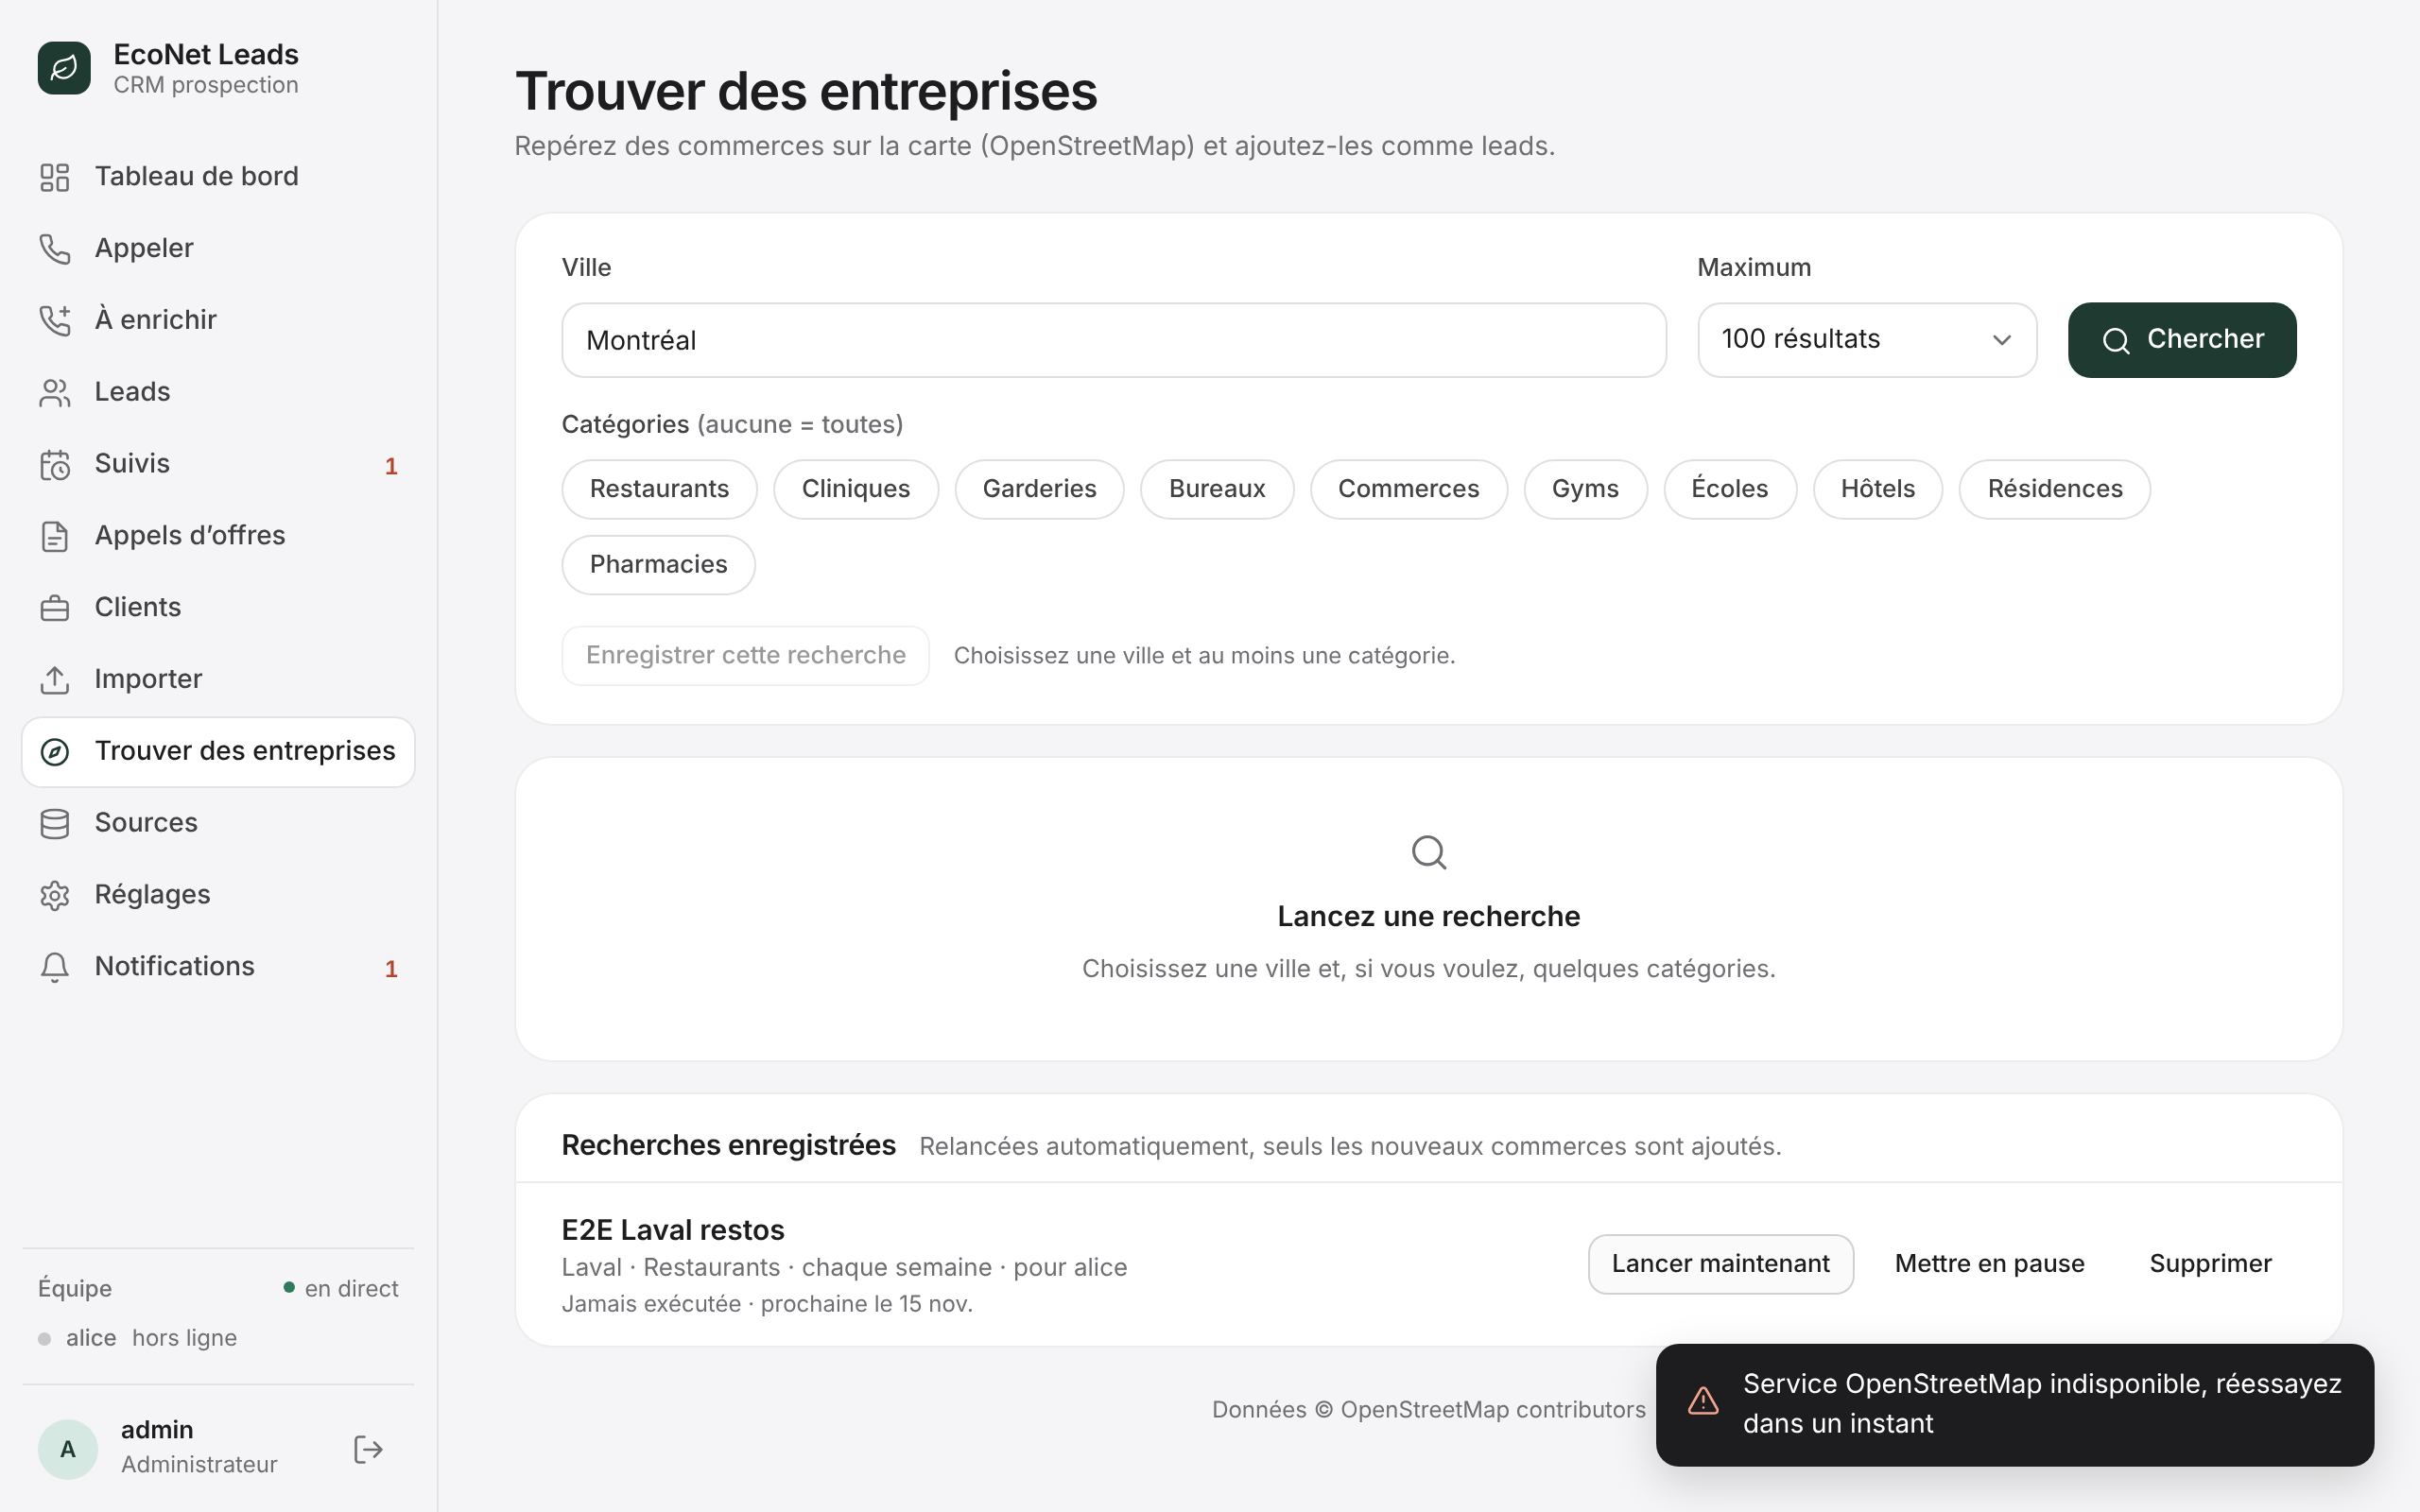 EcoNet Leads
CRM prospection
Tableau de bord
Appeler
À enrichir
Leads
Suivis 1
Appels d’offres
Clients
Importer
Trouver des entreprises
Sources
Réglages
Notifications 1
Équipe en direct
alice hors ligne
A
admin
Administrateur
Trouver des entreprises
Repérez des commerces sur la carte (OpenStreetMap) et ajoutez-les comme leads.
Ville
Montréal
Maximum
100 résultats
Chercher
Catégories (aucune = toutes)
Restaurants Cliniques Garderies Bureaux Commerces Gyms Écoles Hôtels Résidences
Pharmacies
Enregistrer cette recherche Choisissez une ville et au moins une catégorie.
Lancez une recherche
Choisissez une ville et, si vous voulez, quelques catégories.
Recherches enregistrées Relancées automatiquement, seuls les nouveaux commerces sont ajoutés.
E2E Laval restos
Laval · Restaurants · chaque semaine · pour alice
Jamais exécutée · prochaine le 15 nov.
Lancer maintenant Mettre en pause Supprimer
Données © OpenStreetMap contributors
Service OpenStreetMap indisponible, réessayez
dans un instant